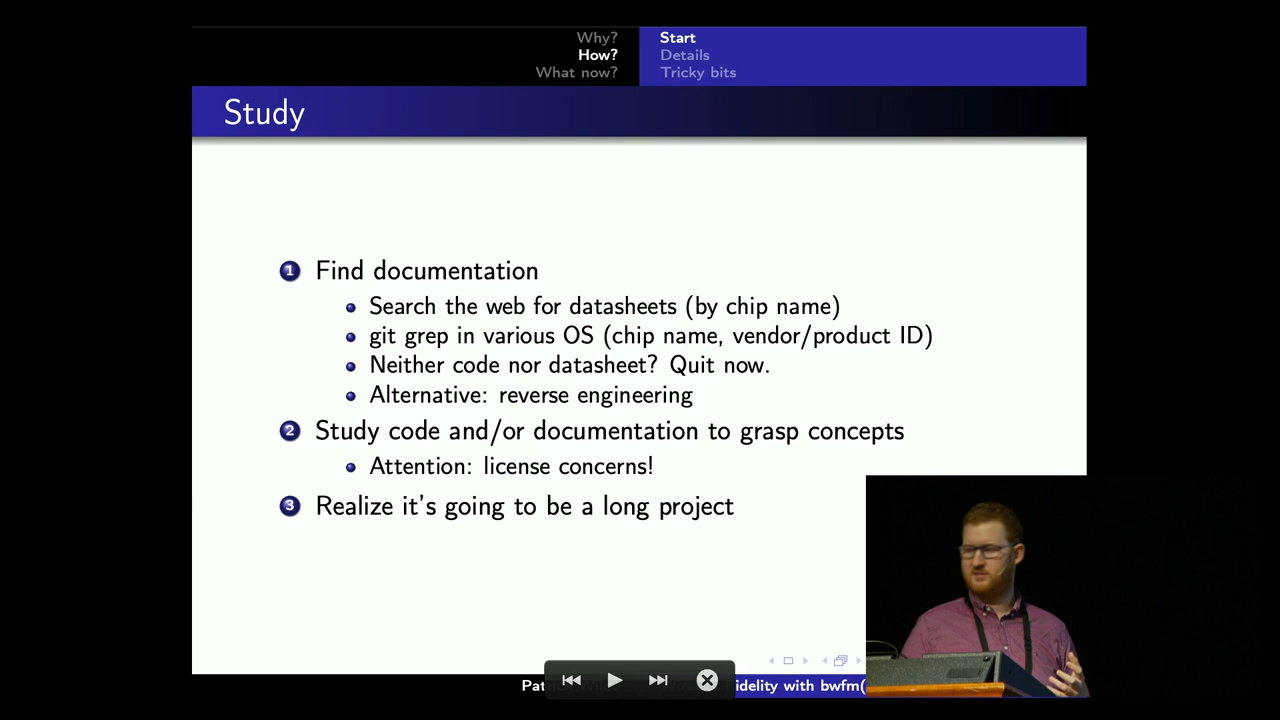 Why?
How?
What now?
Start
Details
Tricky bits
Study
1 Find documentation
Search the web for datasheets (by chip name)
git grep in various OS (chip name, vendor/product ID)
Neither code nor datasheet? Quit now.
Alternative: reverse engineering
2 Study code and/or documentation to grasp concepts
Attention: license concerns!
3 Realize it's going to be a long project
idelity with bwfm(